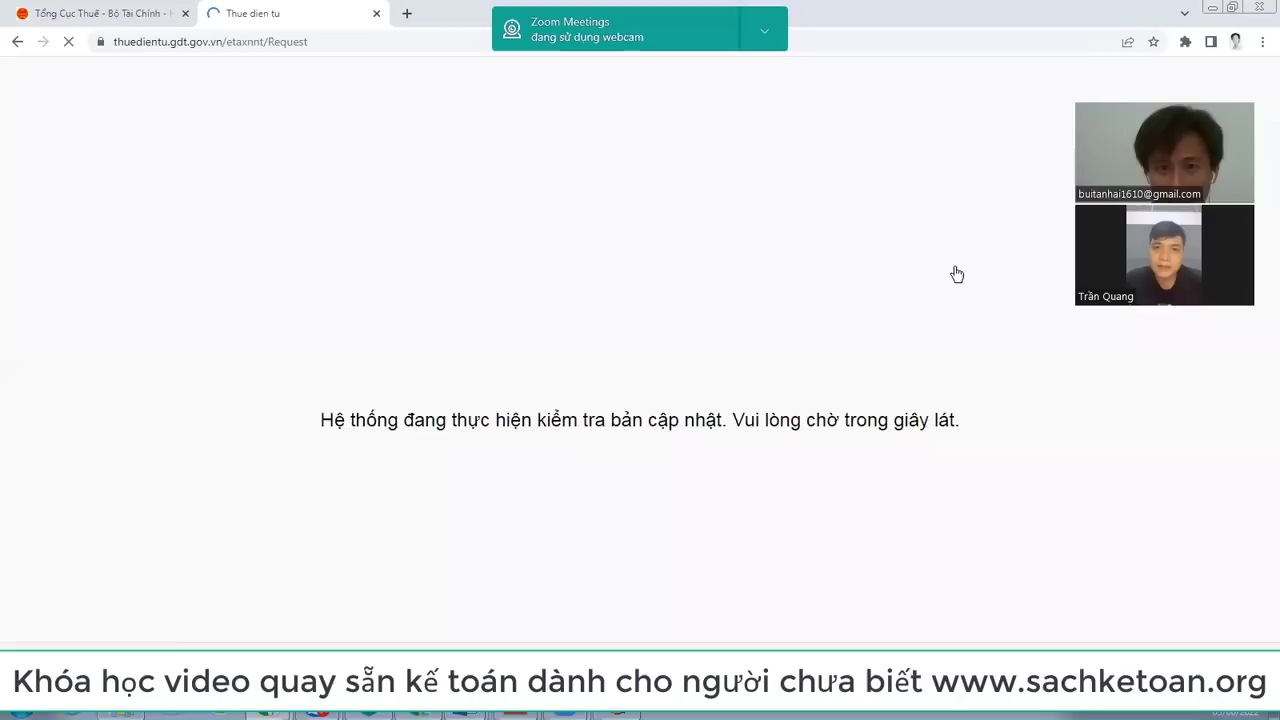 Tổng Cục Thuế - Bộ Tài Chính -
Thue dien tu
Zoom Meetings
đang sử dụng webcam
thuedientu.gdt.gov.vn/etaxnnt/Request
buitanhai1610@gmail.com
Trần Quang
Hệ thống đang thực hiện kiểm tra bản cập nhật. Vui lòng chờ trong giây lát.
Khóa học video quay sẵn kế toán dành cho người chưa biết www.sachketoan.org